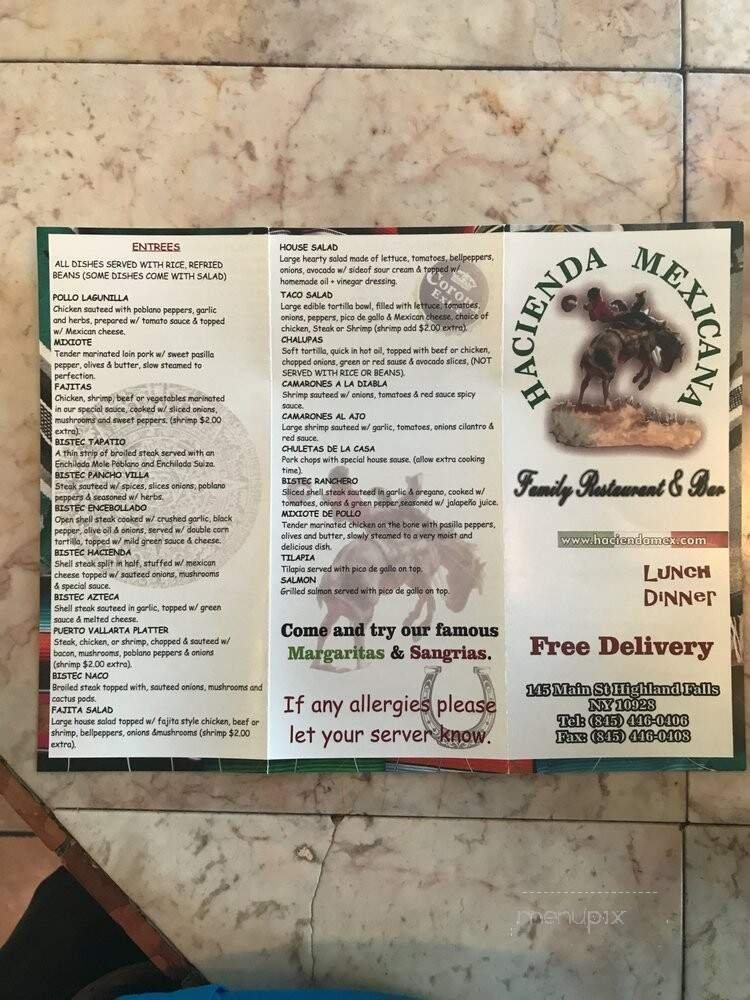 ENTREES
ALL DISHES SERVED WITH RICE, REFRIED
BEANS (SOME DISHES COME WITH SALAD)
POLLO LAGUNILLA
Chicken sauteed with poblano peppers, garlic
and herbs, prepared w/ tomato sauce & topped
w/ Mexican cheese.
MIXIOTE
Tender marinated loin pork w/ sweet pasilla
pepper, olives & butter, slow steamed to
perfection.
FAJITAS
Chicken, shrimp, beef or vegetables marinated
in our special sauce, cooked w/ sliced onions,
mushrooms and sweet peppers. (shrimp $2.00
extra).
BISTEC TAPATIO
A thin strip of broiled steak served with an
Enchilada Mole Poblano and Enchilada Suiza.
BISTEC PANCHO VILLA
Steak sauteed w/ spices, slices onions, poblano
peppers & seasoned w/ herbs.
BISTEC ENCEBOLLADO
Open shell steak cooked w/ crushed garlic, black
pepper, olive oil & onions, served w/ double corn
tortilla, topped w/ mild green sauce & cheese.
BISTEC HACIENDA
Shell steak split in half, stuffed w/ mexican
cheese topped w/ sauteed onions, mushrooms
& special sauce.
BISTEC AZTECA
Shell steak sauteed in garlic, topped w/ green
sauce & melted cheese.
PUERTO VALLARTA PLATTER
Steak, chicken, or shrimp, chopped & sauteed w/
bacon, mushrooms, poblano peppers & onions
(shrimp $2.00 extra).
BISTEC NACO
Broiled steak topped with, sauteed onions, mushrooms and
cactus pods.
FAJITA SALAD
Large house salad topped w/ fajita style chicken, beef or
shrimp, bellpeppers, onions &mushrooms (shrimp $2.00
extra).
HOUSE SALAD
Large hearty salad made of lettuce, tomatoes, bellpeppers,
onions, avocado w/ sideof sour cream & topped w/
homemade oil + vinegar dressing.
TACO SALAD
Large edible tortilla bowl, filled with lettuce, tomatoes,
onions, peppers, pico de gallo & Mexican cheese, choice of
chicken, Steak or Shrimp (shrimp add $2.00 extra).
CHALUPAS
Soft tortilla, quick in hot oil, topped with beef or chicken,
chopped onions, green or red sause & avocado slices, (NOT
SERVED WITH RICE OR BEANS).
CAMARONES A LA DIABLA
Shrimp sauteed w/ onions, tomatoes & red sauce spicy
sauce.
CAMARONES AL AJO
Large shrimp sauteed w/ garlic, tomatoes, onions cilantro &
red sauce.
CHULETAS DE LA CASA
Pork chops with special house sause. (allow extra cooking
time).
BISTEC RANCHERO
Sliced shell steak sauteed in garlic & oregano, cooked w/
tomatoes, onions & green pepper,seasoned w/ jalapeño juice.
MIXIOTE DE POLLO
Tender marinated chicken on the bone with pasilla peppers,
olives and butter, slowly steamed to a very moist and
delicious dish.
TILAPIA
Tilapia served with pico de gallo on top.
SALMON
Grilled salmon served with pico de gallo on top.
Come and try our famous
Margaritas & Sangrias.
If any allergies please
let your server know.
HACIENDA MEXICANA
Family Restaurant & Bar
www.haciendamex.com
LUNCH
DINNER
Free Delivery
145 Main St Highland Falls
NY 10928
Tel: (845) 446-0406
Fax: (845) 446-0408
menupix